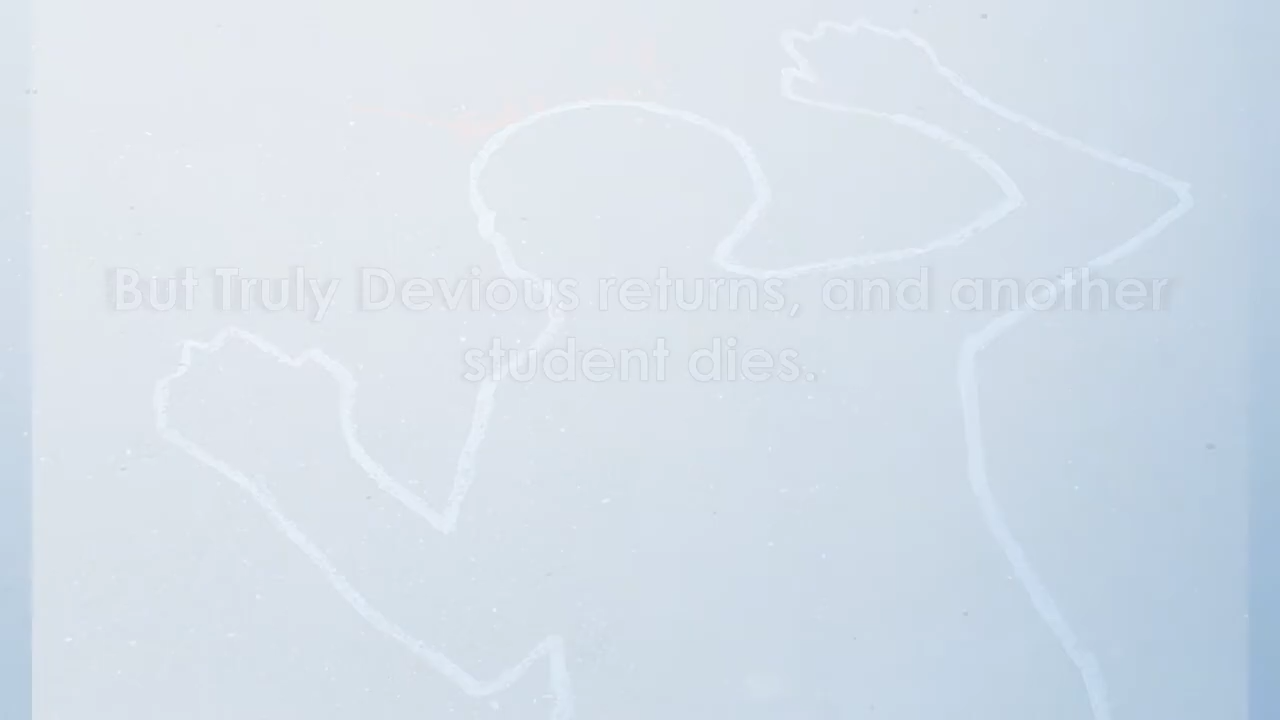 But Truly Devious returns, and another
student dies.